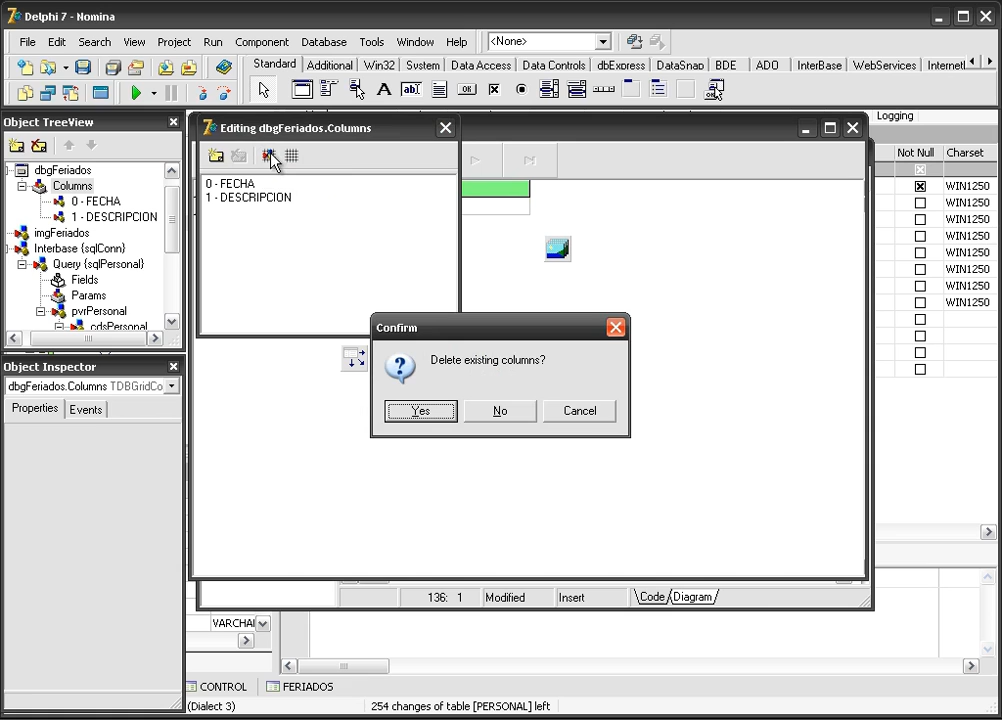 Delphi 7 - Nomina
File Edit Search View Project Run Component Database Tools Window Help <None>
Standard Additional Win32 System Data Access Data Controls dbExpress DataSnap BDE ADO InterBase WebServices InternetE
Object TreeView
dbgFeriados
Columns
0 - FECHA
1 - DESCRIPCION
imgFeriados
Interbase {sqlConn}
Query {sqlPersonal}
Fields
Params
pvrPersonal
cdsPersonal
Object Inspector
dbgFeriados.Columns TDBGridCo
Properties Events
Editing dbgFeriados.Columns
0 - FECHA
1 - DESCRIPCION
Confirm
Delete existing columns?
Yes No Cancel
Logging
Not Null Charset
WIN1250
WIN1250
WIN1250
WIN1250
WIN1250
WIN1250
WIN1250
WIN1250
136: 1 Modified Insert Code Diagram
VARCHAI
CONTROL FERIADOS
(Dialect 3) 254 changes of table [PERSONAL] left